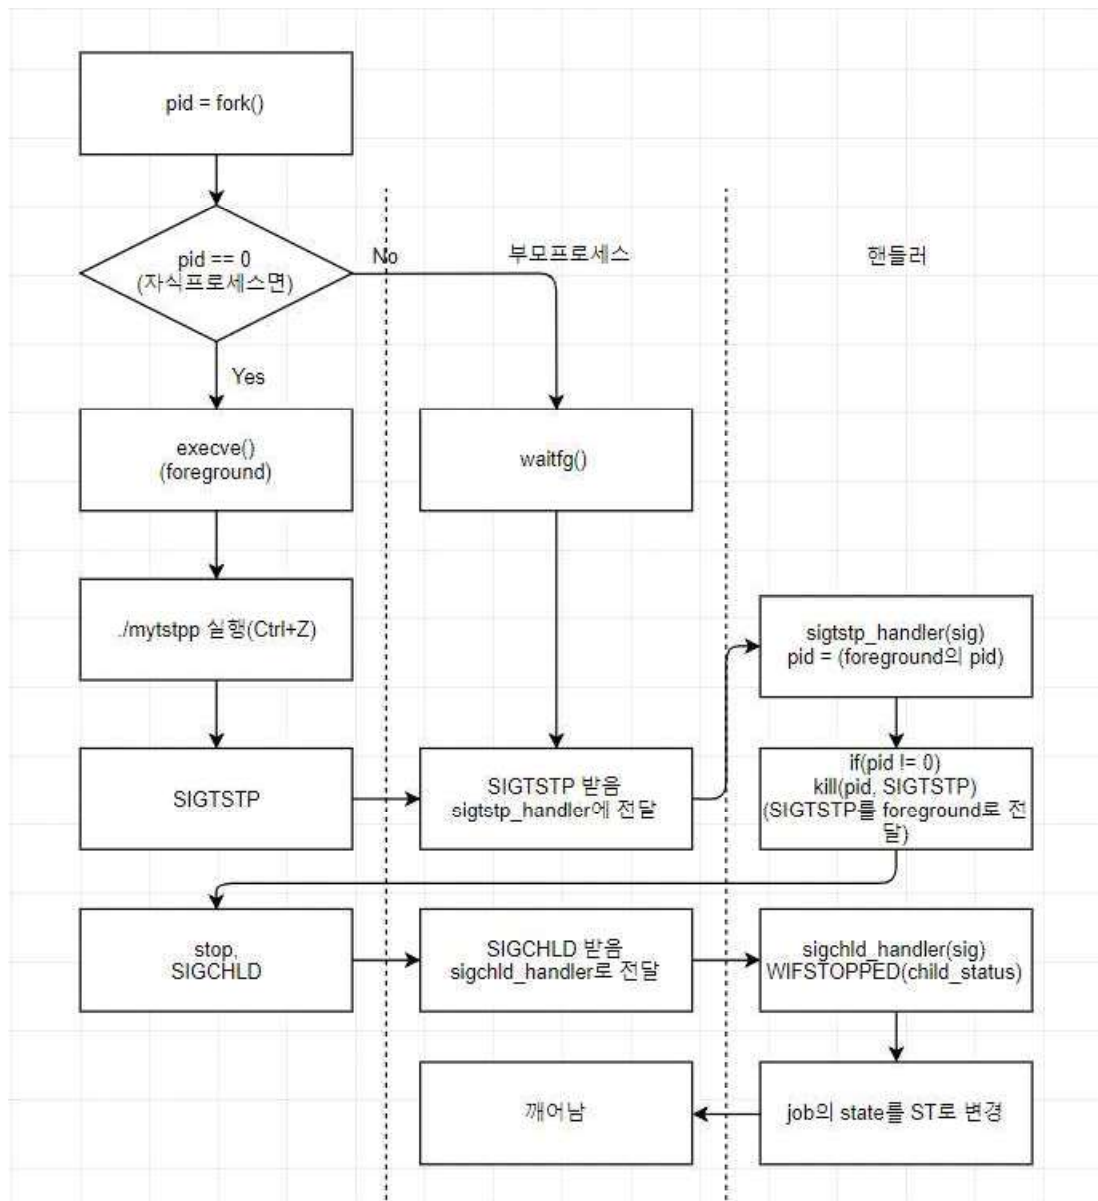 pid = fork()
pid == 0
(자식프로세스면)
No
부모프로세스
핸들러
Yes
execve()
(foreground)
waitfg()
./mytstpp 실행(Ctrl+Z)
sigtstp_handler(sig)
pid = (foreground의 pid)
SIGTSTP
SIGTSTP 받음
sigtstp_handler에 전달
if(pid != 0)
kill(pid, SIGTSTP)
(SIGTSTP를 foreground로 전
달)
stop,
SIGCHLD
SIGCHLD 받음
sigchld_handler로 전달
sigchld_handler(sig)
WIFSTOPPED(child_status)
깨어남
job의 state를 ST로 변경